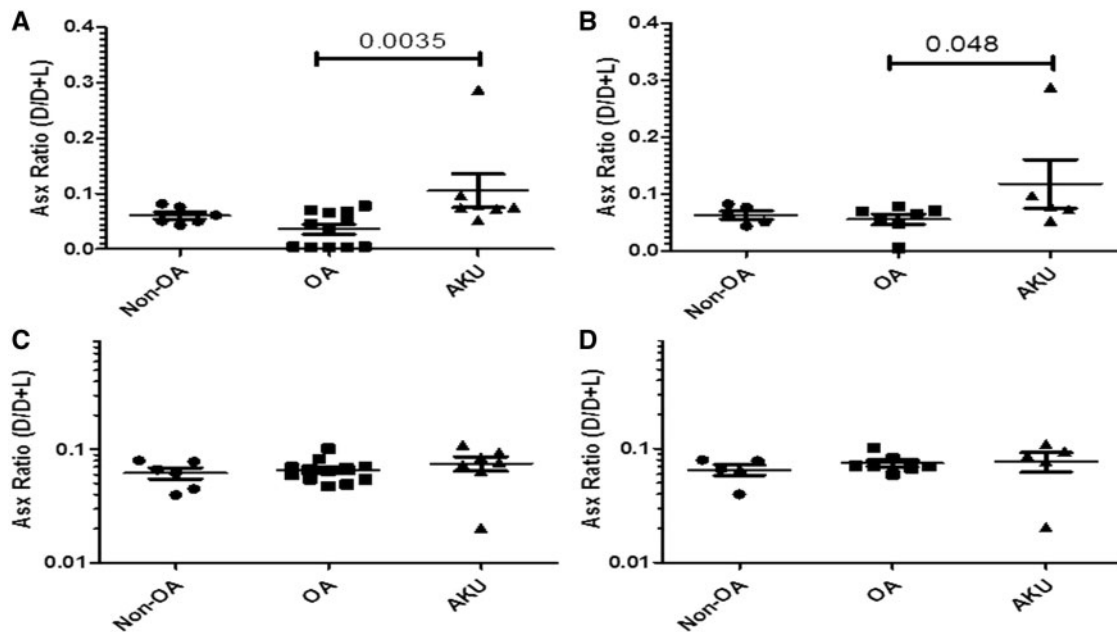 A
Asx Ratio (D/D+L)
0.4
0.3
0.2
0.1
0.0
0.0035
Non-OA
OA
AKU
B
Asx Ratio (D/D+L)
0.4
0.3
0.2
0.1
0.0
0.048
Non-OA
OA
AKU
C
Asx Ratio (D/D+L)
0.1
0.01
Non-OA
OA
AKU
D
Asx Ratio (D/D+L)
0.1
0.01
Non-OA
OA
AKU